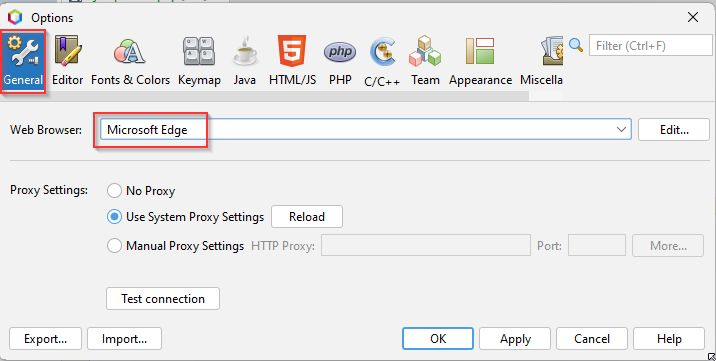 Options
General Editor Fonts & Colors Keymap Java HTML/JS PHP C/C++ Team Appearance Miscella Filter (Ctrl+F)
Web Browser: Microsoft Edge Edit...
Proxy Settings: No Proxy
Use System Proxy Settings Reload
Manual Proxy Settings HTTP Proxy: Port: More...
Test connection
Export... Import... OK Apply Cancel Help